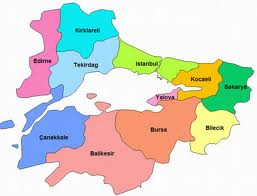 Kirklareli
Edirne
Tekirdag
Istanbul
Kocaeli
Sakarya
Yalova
Çanakkale
Bursa
Bilecik
Balikesir